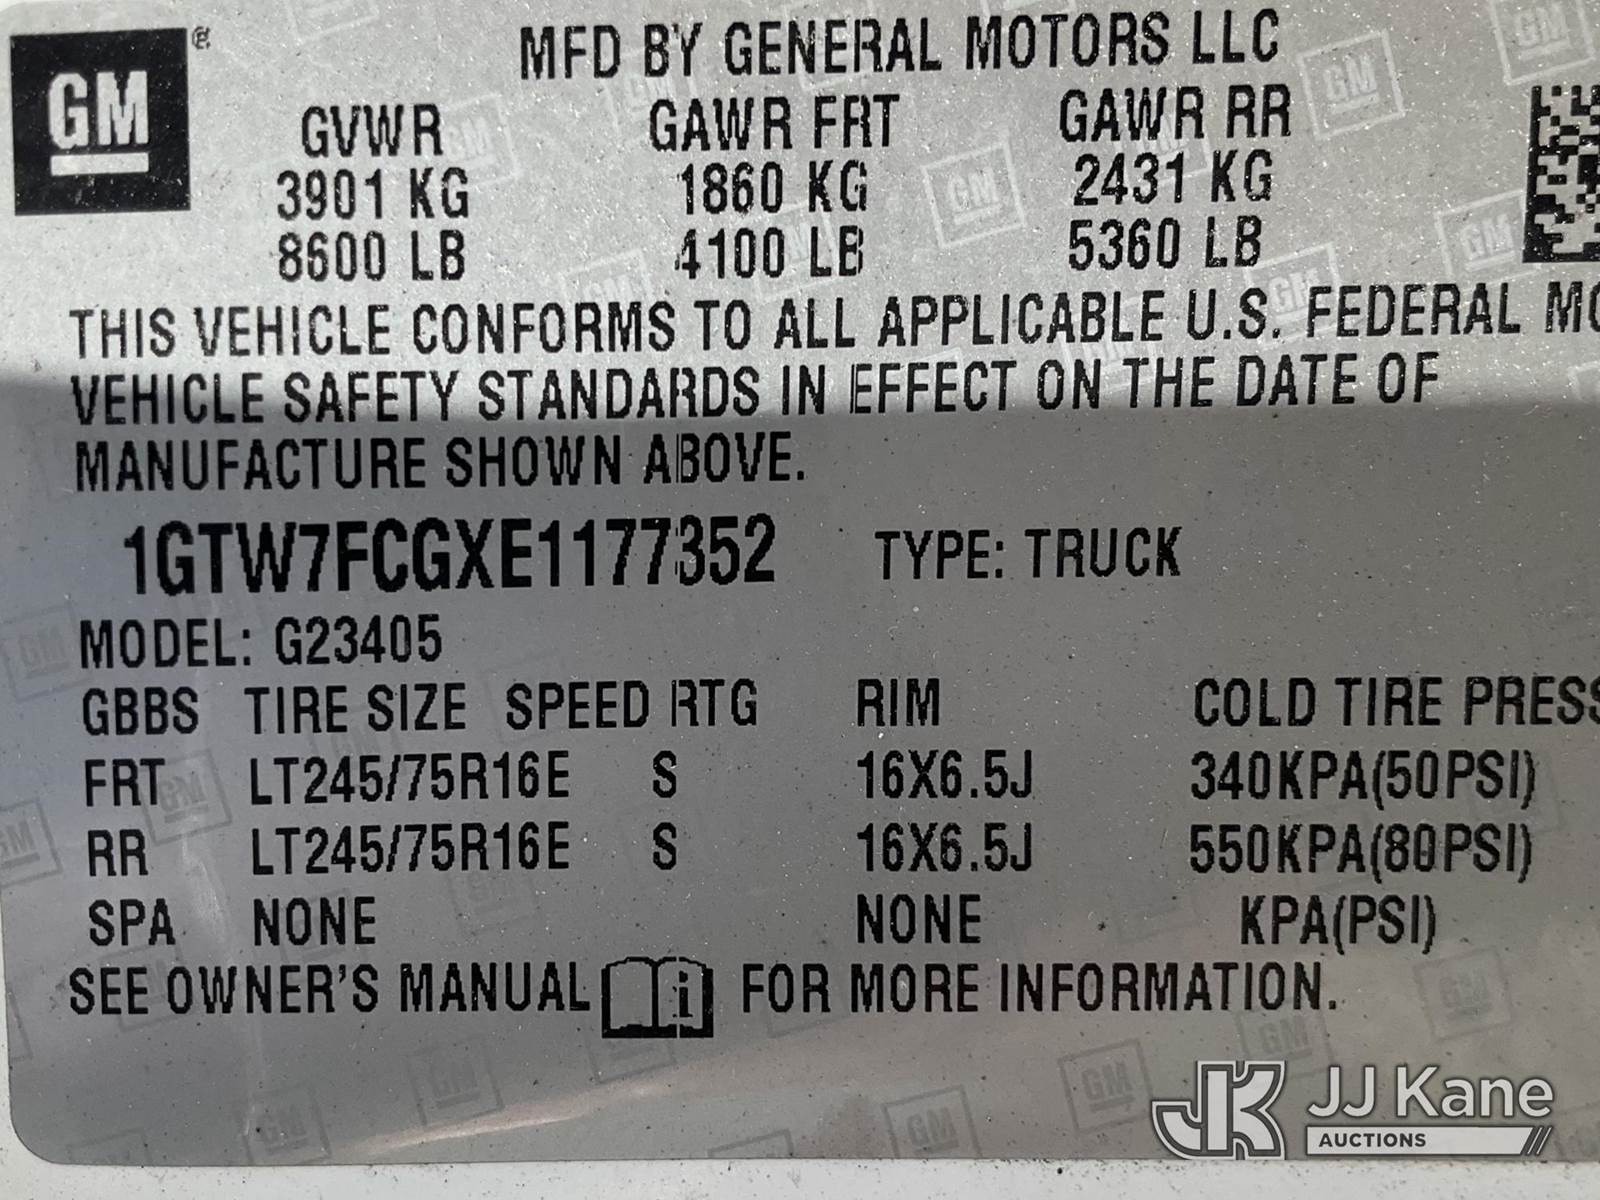 GM®
MFD BY GENERAL MOTORS LLC
GVWR GAWR FRT GAWR RR
3901 KG 1860 KG 2431 KG
8600 LB 4100 LB 5360 LB
THIS VEHICLE CONFORMS TO ALL APPLICABLE U.S. FEDERAL MO
VEHICLE SAFETY STANDARDS IN EFFECT ON THE DATE OF
MANUFACTURE SHOWN ABOVE.
1GTW7FCGXE1177352 TYPE: TRUCK
MODEL: G23405
GBBS TIRE SIZE SPEED RTG RIM COLD TIRE PRESS
FRT LT245/75R16E S 16X6.5J 340KPA(50PSI)
RR LT245/75R16E S 16X6.5J 550KPA(80PSI)
SPA NONE NONE KPA(PSI)
SEE OWNER'S MANUAL i FOR MORE INFORMATION.
JK JJ Kane
AUCTIONS